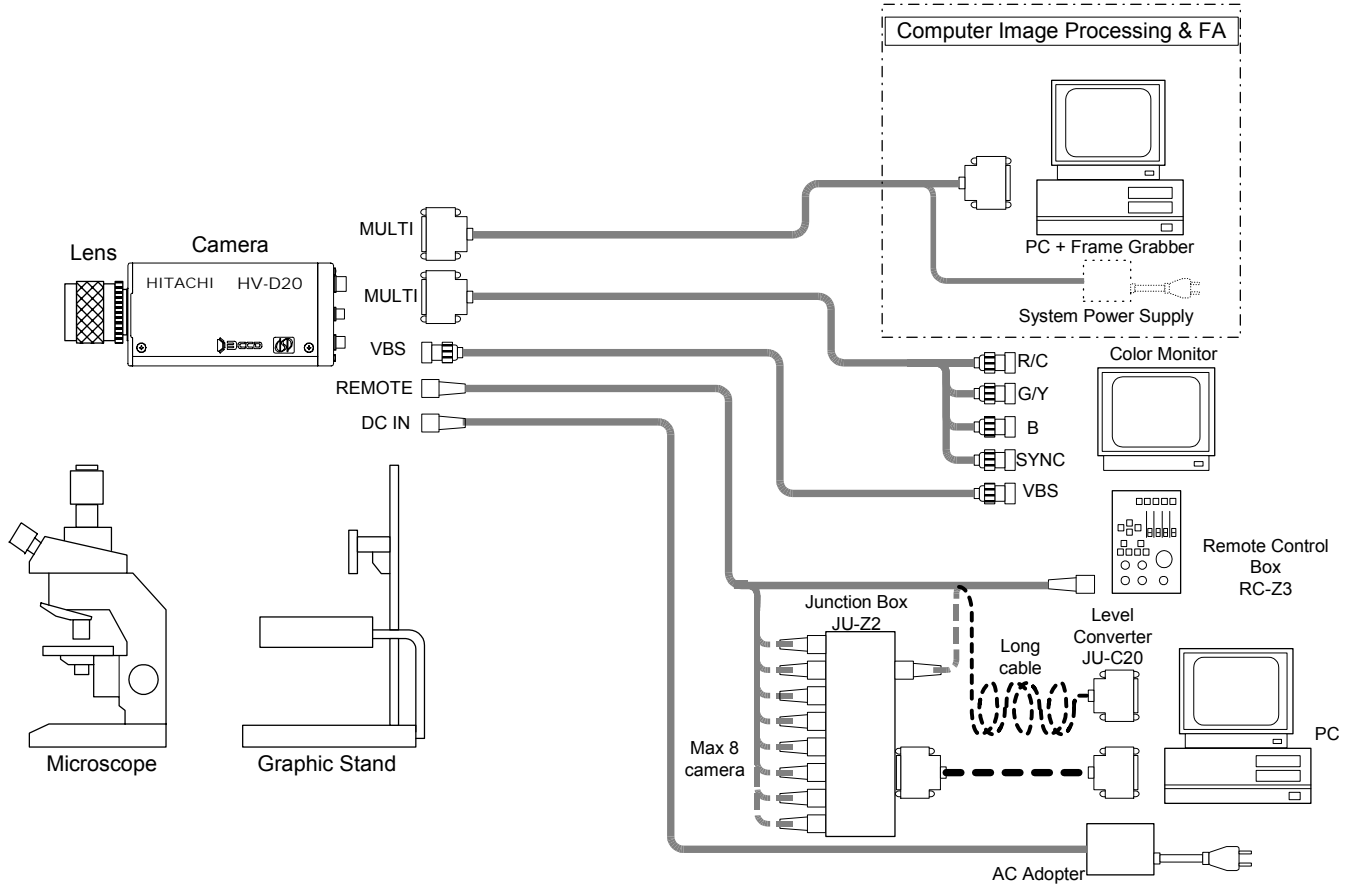 Computer Image Processing & FA
PC + Frame Grabber
System Power Supply
Lens
Camera
HITACHI HV-D20
3CCD
MULTI
MULTI
VBS
REMOTE
DC IN
R/C
G/Y
B
SYNC
VBS
Color Monitor
Remote Control
Box
RC-Z3
Junction Box
JU-Z2
Long
cable
Level
Converter
JU-C20
PC
Max 8
camera
AC Adopter
Microscope
Graphic Stand